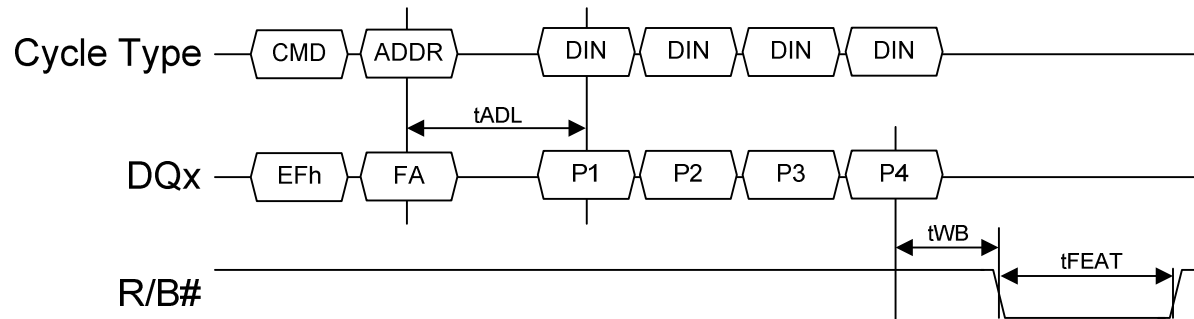 Cycle Type CMD ADDR DIN DIN DIN DIN
tADL
DQx EFh FA P1 P2 P3 P4
tWB
tFEAT
R/B#